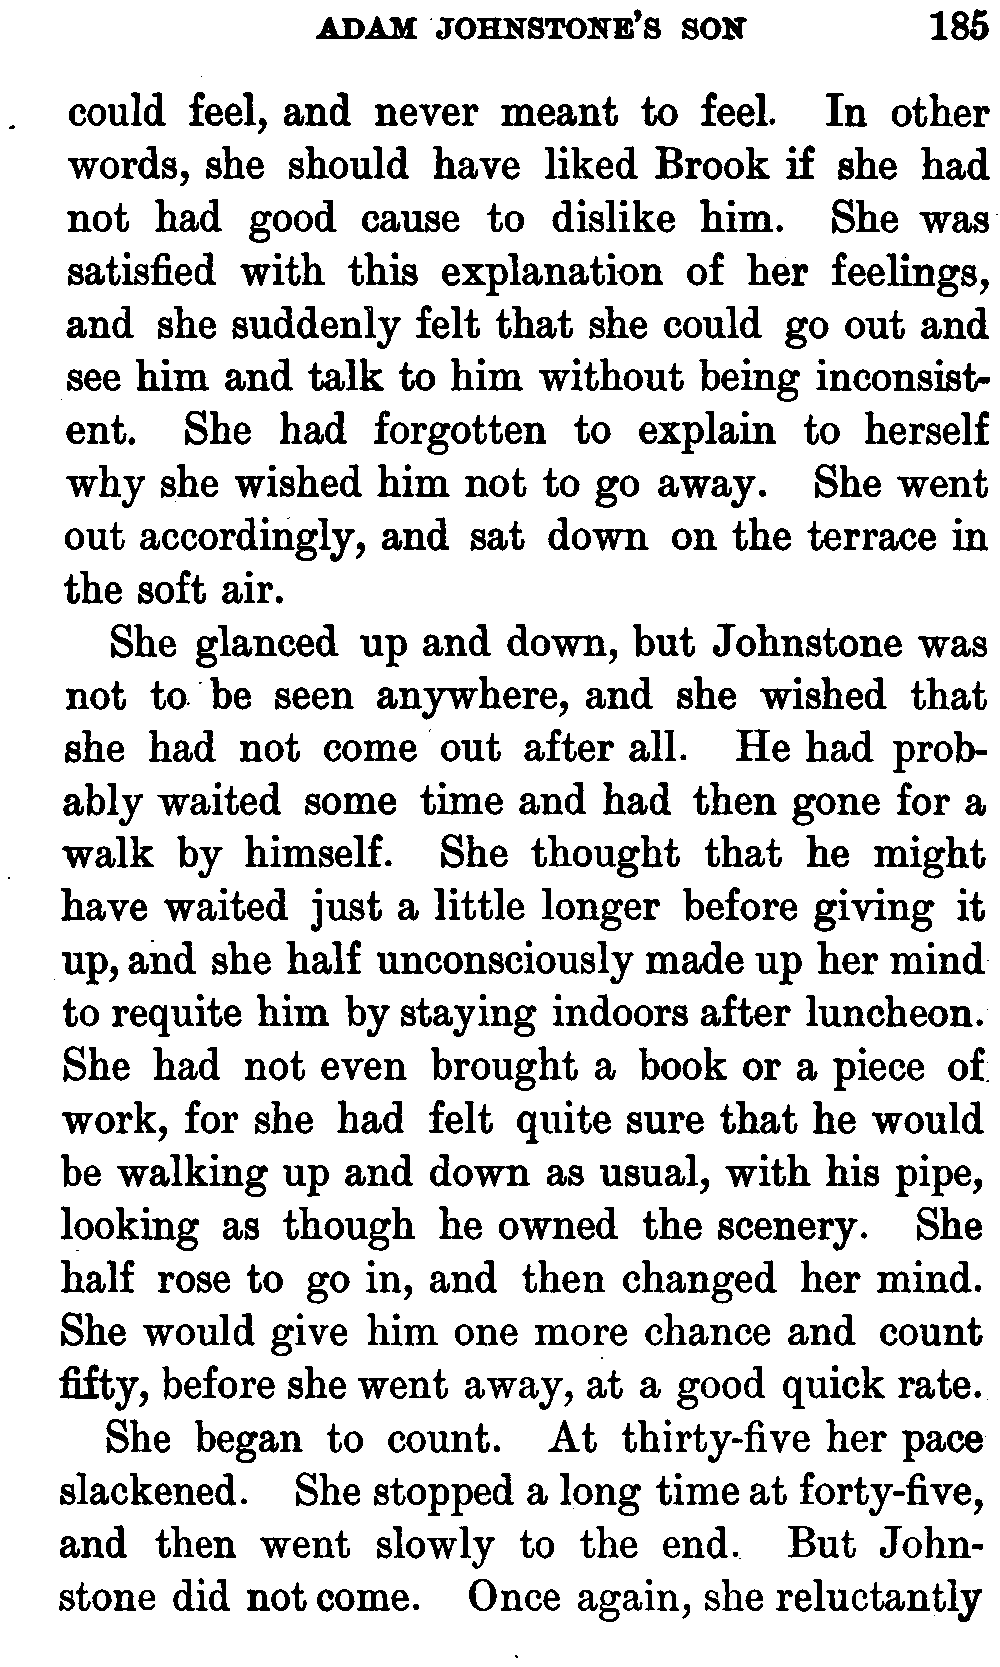 ADAM JOHNSTONE'S SON 185
could feel, and never meant to feel. In other
words, she should have liked Brook if she had
not had good cause to dislike him. She was
satisfied with this explanation of her feelings,
and she suddenly felt that she could go out and
see him and talk to him without being inconsist-
ent. She had forgotten to explain to herself
why she wished him not to go away. She went
out accordingly, and sat down on the terrace in
the soft air.
She glanced up and down, but Johnstone was
not to be seen anywhere, and she wished that
she had not come out after all. He had prob-
ably waited some time and had then gone for a
walk by himself. She thought that he might
have waited just a little longer before giving it
up, and she half unconsciously made up her mind
to requite him by staying indoors after luncheon.
She had not even brought a book or a piece of
work, for she had felt quite sure that he would
be walking up and down as usual, with his pipe,
looking as though he owned the scenery. She
half rose to go in, and then changed her mind.
She would give him one more chance and count
fifty, before she went away, at a good quick rate.
She began to count. At thirty-five her pace
slackened. She stopped a long time at forty-five,
and then went slowly to the end. But John-
stone did not come. Once again, she reluctantly